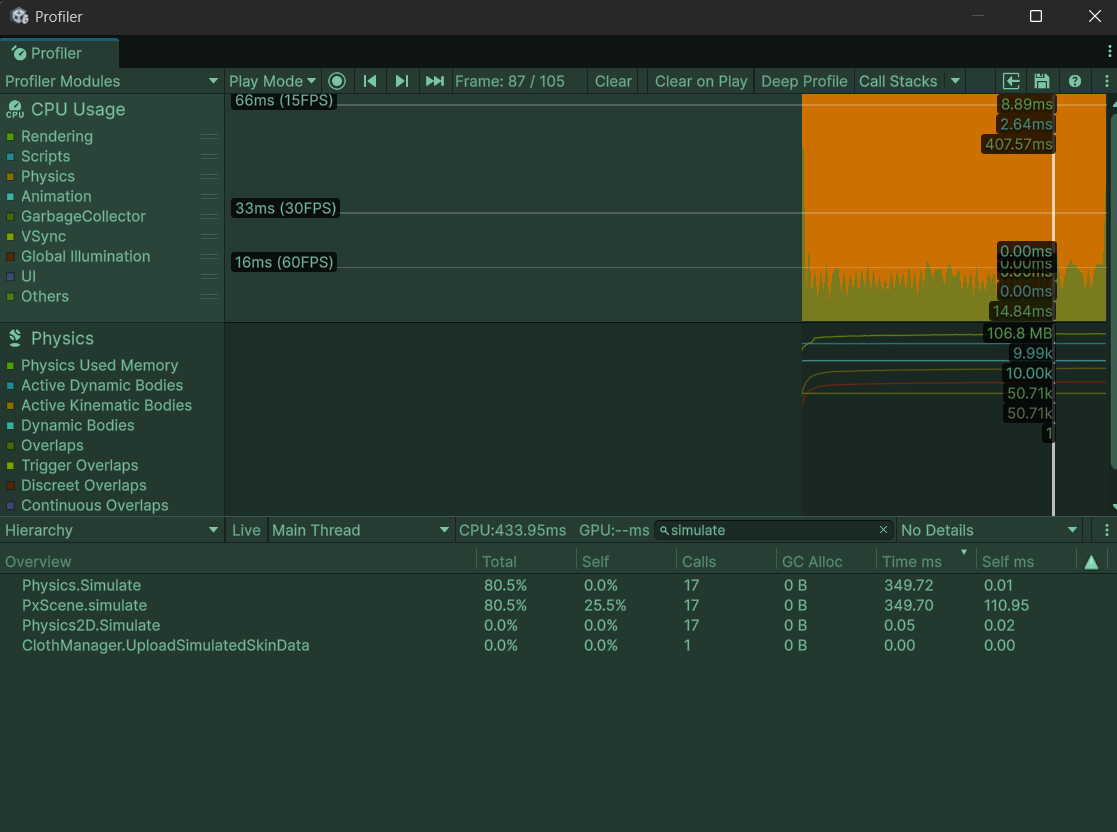 Profiler
Profiler
Profiler Modules Play Mode Frame: 87 / 105 Clear Clear on Play Deep Profile Call Stacks
CPU Usage
CPU
Rendering
Scripts
Physics
Animation
GarbageCollector
VSync
Global Illumination
UI
Others
66ms (15FPS)
33ms (30FPS)
16ms (60FPS)
8.89ms
2.64ms
407.57ms
0.00ms
0.00ms
0.00ms
0.00ms
14.84ms
Physics
Physics Used Memory
Active Dynamic Bodies
Active Kinematic Bodies
Dynamic Bodies
Overlaps
Trigger Overlaps
Discreet Overlaps
Continuous Overlaps
106.8 MB
9.99k
10.00k
50.71k
50.71k
1
Hierarchy Live Main Thread CPU:433.95ms GPU:--ms simulate No Details
Overview Total Self Calls GC Alloc Time ms Self ms
Physics.Simulate 80.5% 0.0% 17 0 B 349.72 0.01
PxScene.simulate 80.5% 25.5% 17 0 B 349.70 110.95
Physics2D.Simulate 0.0% 0.0% 17 0 B 0.05 0.02
ClothManager.UploadSimulatedSkinData 0.0% 0.0% 1 0 B 0.00 0.00